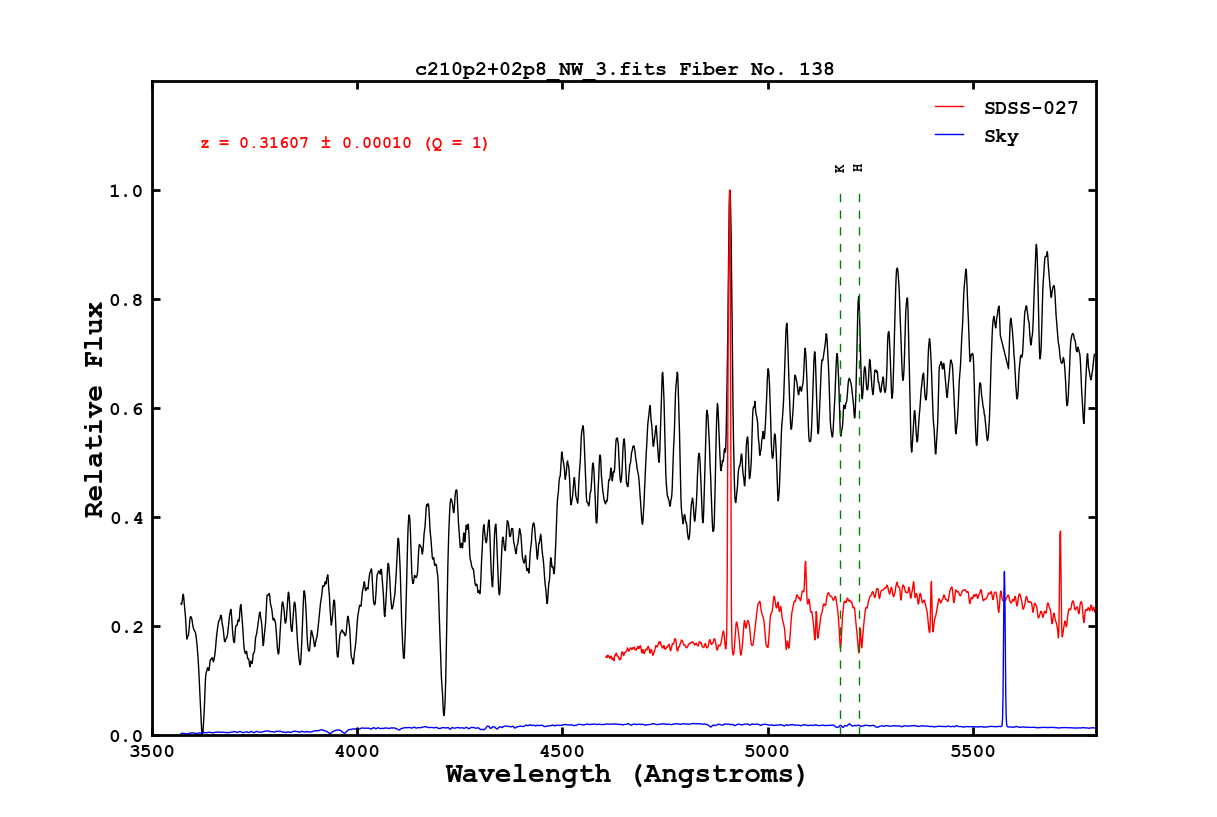 c210p2+02p8_NW_3.fits Fiber No. 138
SDSS-027
Sky
z = 0.31607 ± 0.00010 (Q = 1)
K
H
1.0
0.8
0.6
0.4
0.2
0.0
Relative Flux
3500
4000
4500
5000
5500
Wavelength (Angstroms)